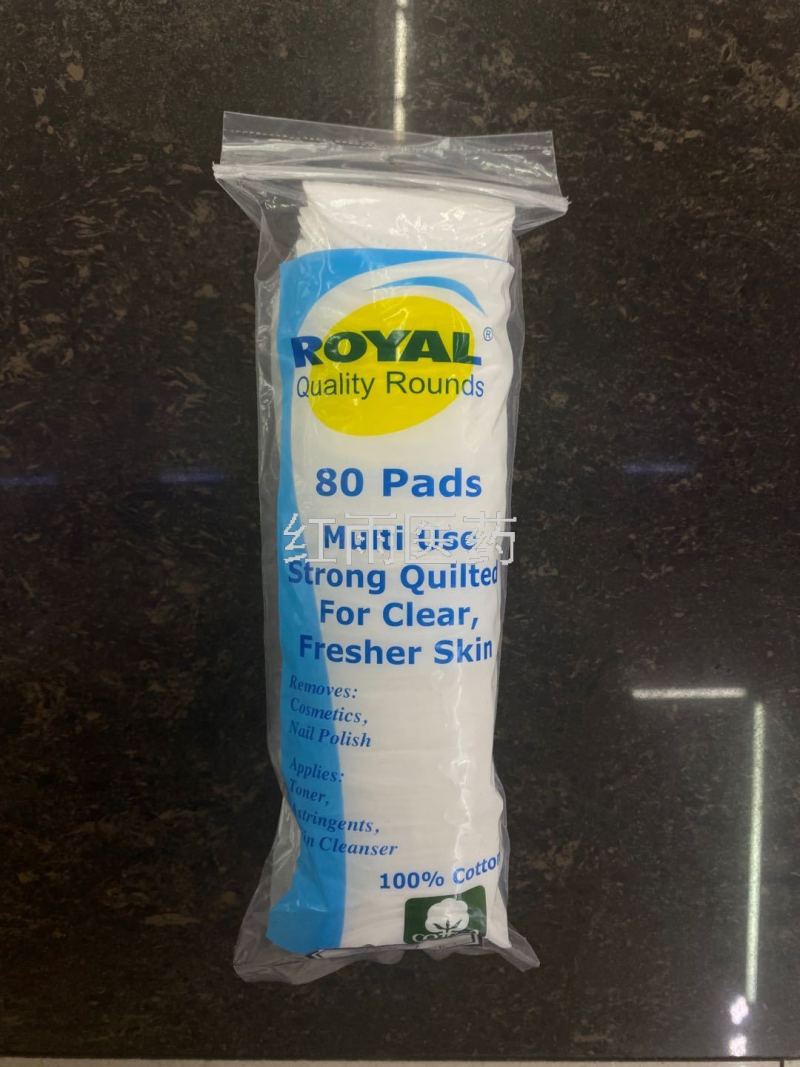 ROYAL®
Quality Rounds
80 Pads
红雨医药
Multi Use
Strong Quilted
For Clear,
Fresher Skin
Removes:
Cosmetics,
Nail Polish
Applies:
Toner,
Astringents,
Cleanser
100% Cotton